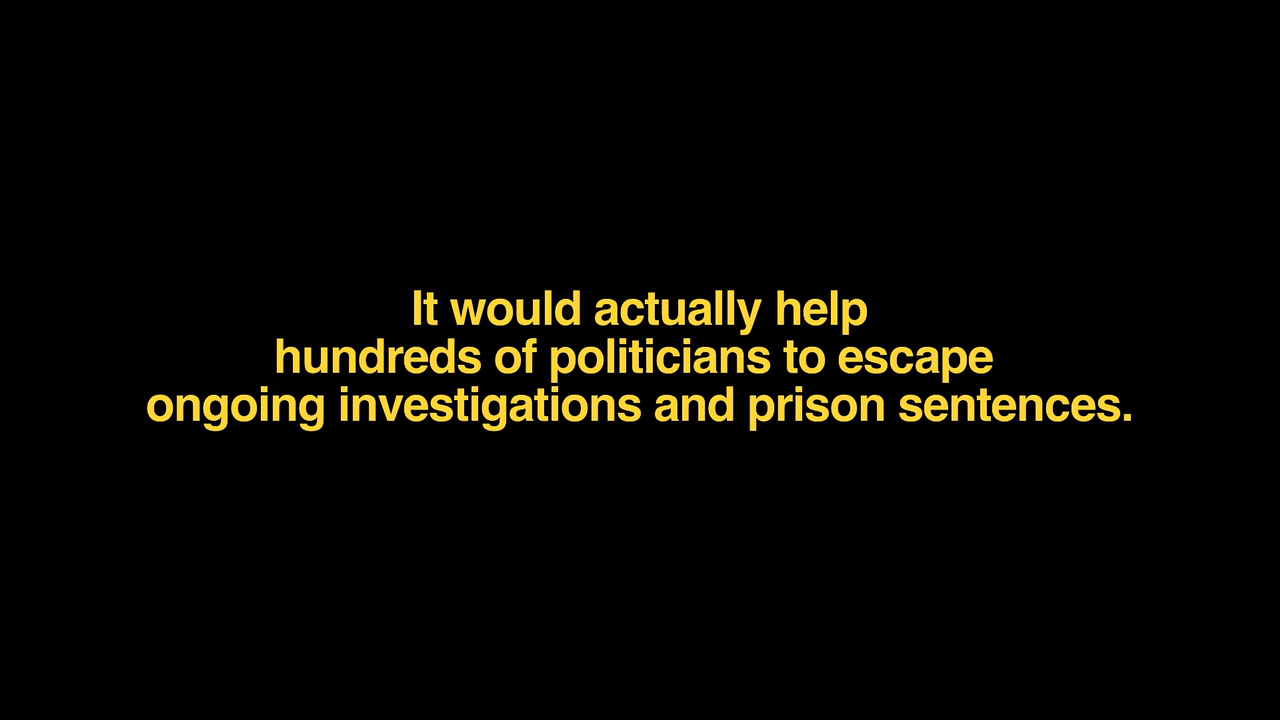 It would actually help
hundreds of politicians to escape
ongoing investigations and prison sentences.